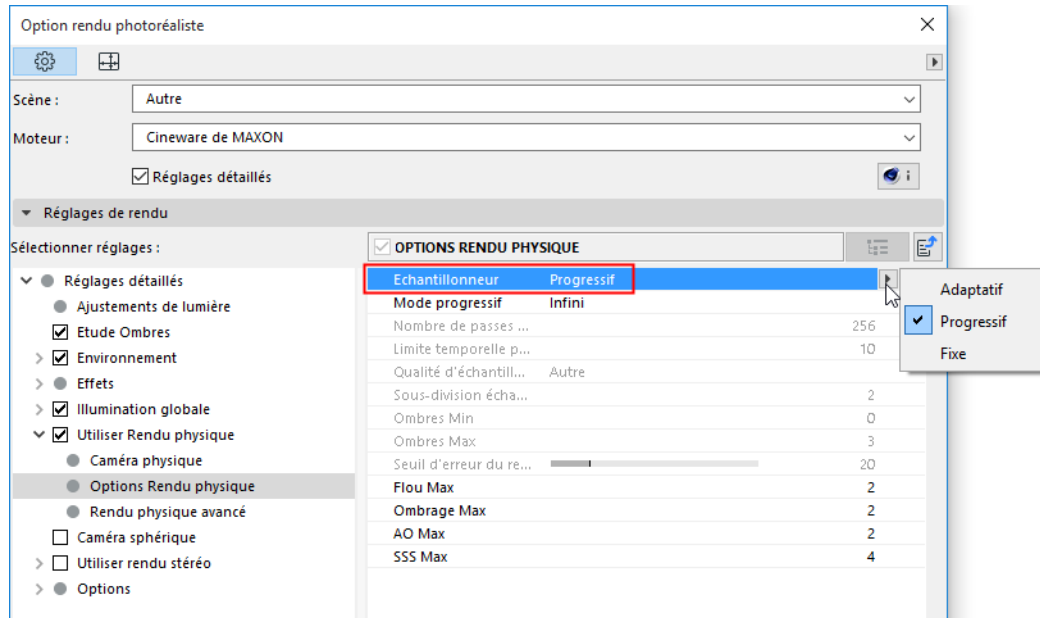 Option rendu photoréaliste
Scène : Autre
Moteur : Cineware de MAXON
Réglages détaillés
i
Réglages de rendu
Sélectionner réglages :
Réglages détaillés
Ajustements de lumière
Etude Ombres
Environnement
Effets
Illumination globale
Utiliser Rendu physique
Caméra physique
Options Rendu physique
Rendu physique avancé
Caméra sphérique
Utiliser rendu stéréo
Options
OPTIONS RENDU PHYSIQUE
Echantillonneur Progressif
Mode progressif Infini
Nombre de passes ... 256
Limite temporelle p... 10
Qualité d'échantill... Autre
Sous-division écha... 2
Ombres Min 0
Ombres Max 3
Seuil d'erreur du re... 20
Flou Max 2
Ombrage Max 2
AO Max 2
SSS Max 4
Adaptatif
Progressif
Fixe